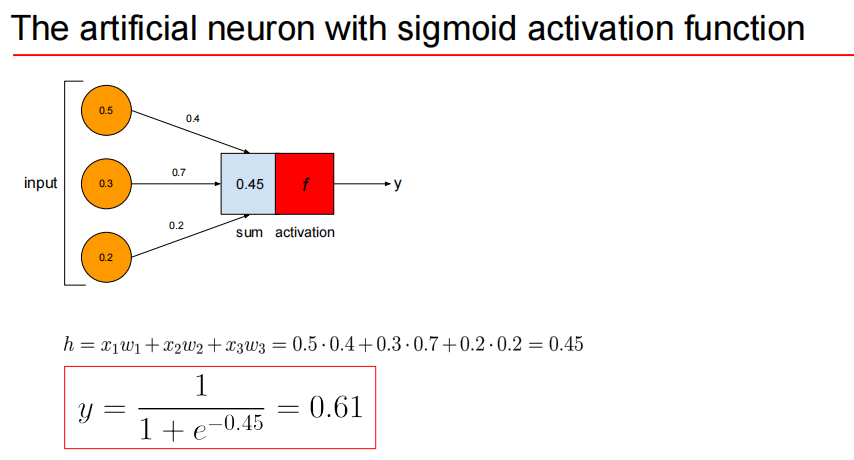 The artificial neuron with sigmoid activation function
0.5
0.4
input
0.3
0.7
0.45
f
y
0.2
0.2
sum activation
h = x₁w₁ + x₂w₂ + x₃w₃ = 0.5 · 0.4 + 0.3 · 0.7 + 0.2 · 0.2 = 0.45
y = 1 / (1 + e^−0.45) = 0.61